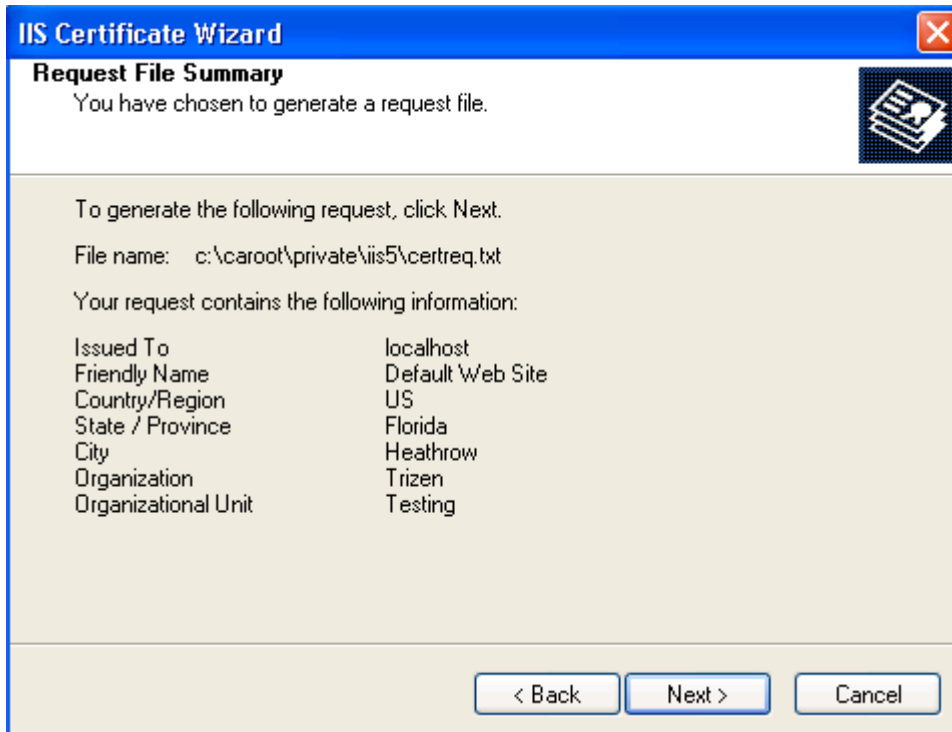 IIS Certificate Wizard
Request File Summary
You have chosen to generate a request file.
To generate the following request, click Next.
File name: c:\caroot\private\iis5\certreq.txt
Your request contains the following information:
Issued To localhost
Friendly Name Default Web Site
Country/Region US
State / Province Florida
City Heathrow
Organization Trizen
Organizational Unit Testing
< Back Next > Cancel